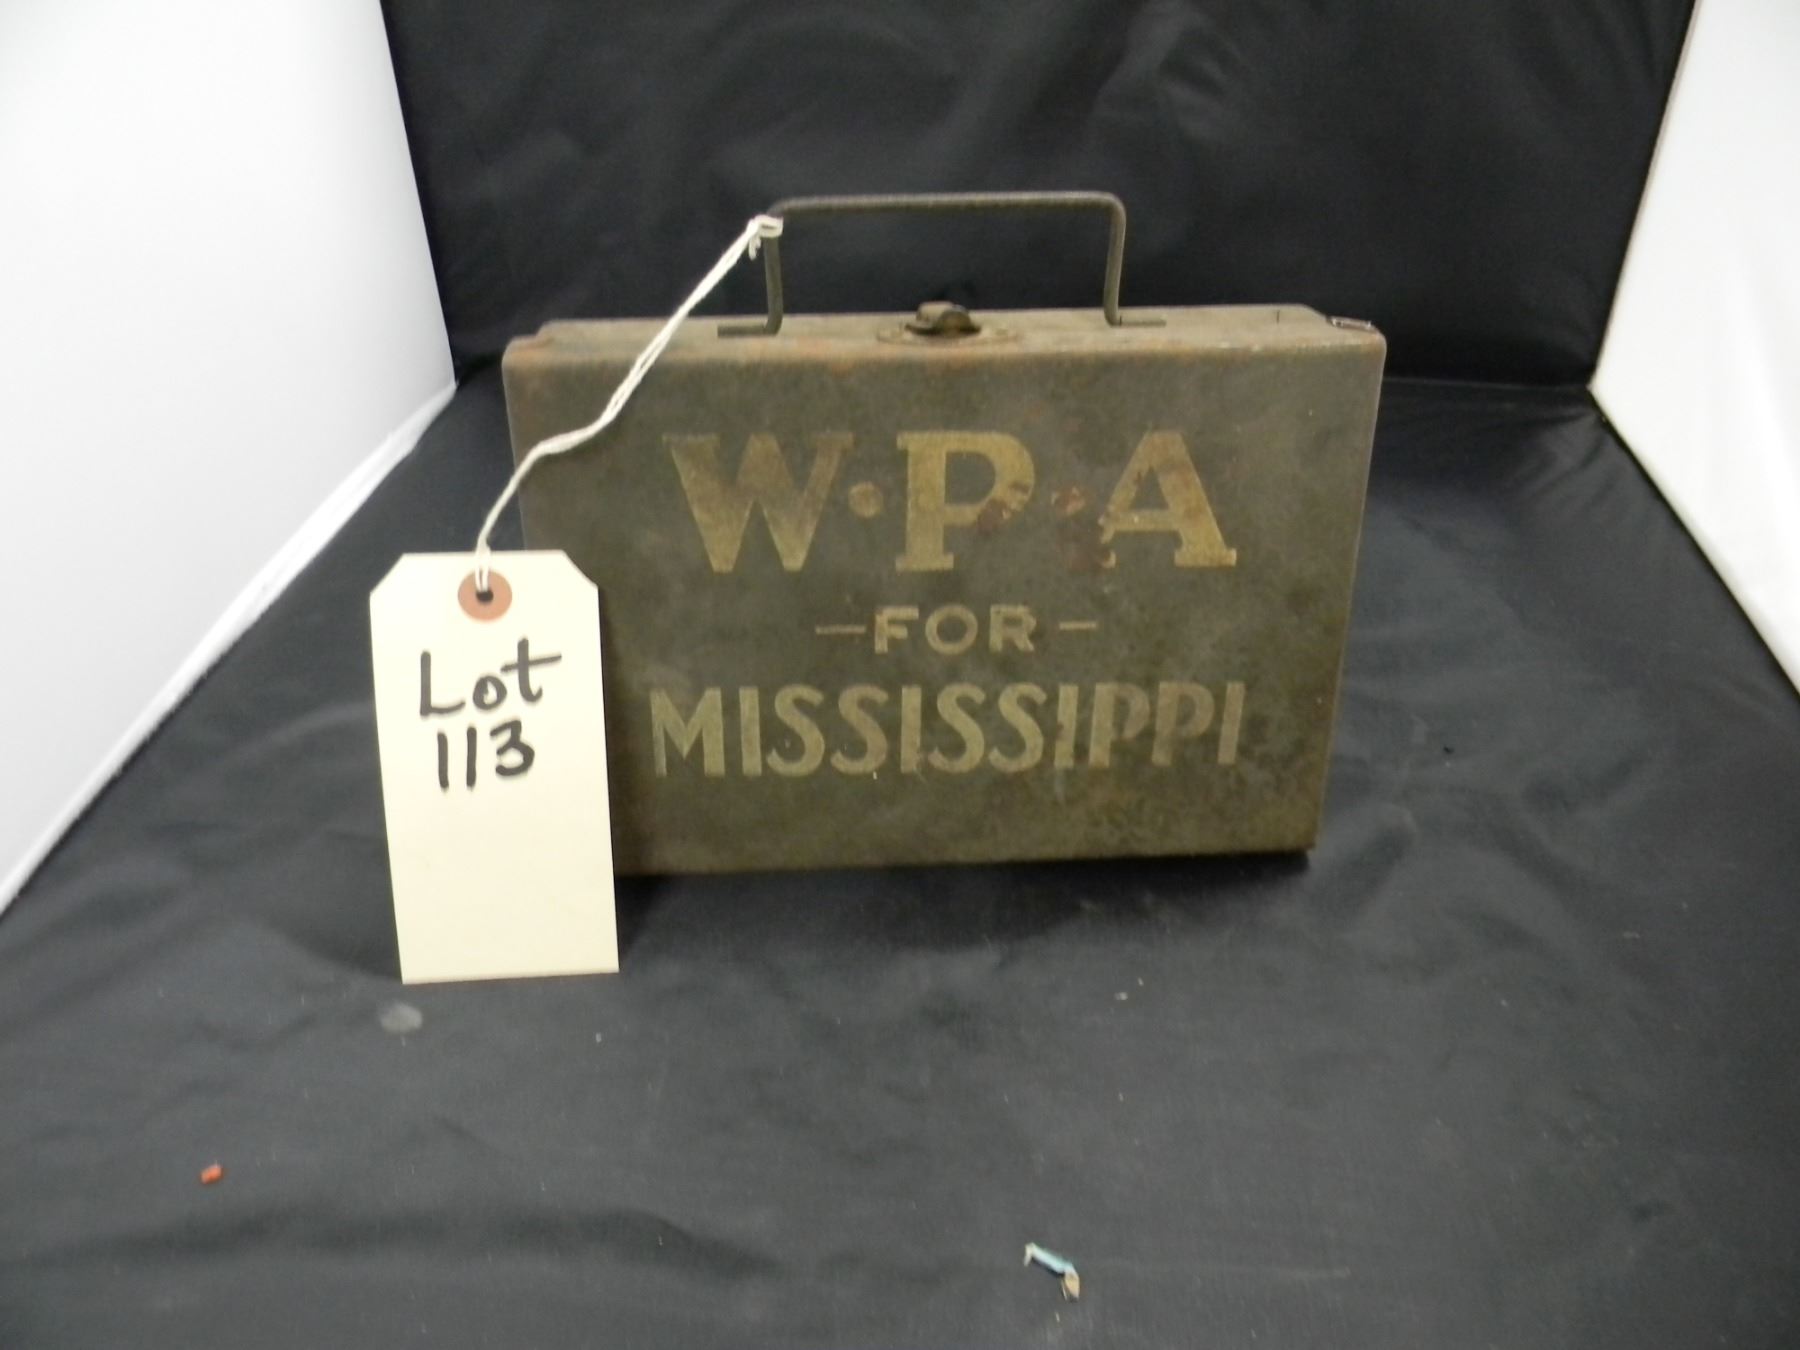 W·P·A
-FOR-
MISSISSIPPI
Lot
113